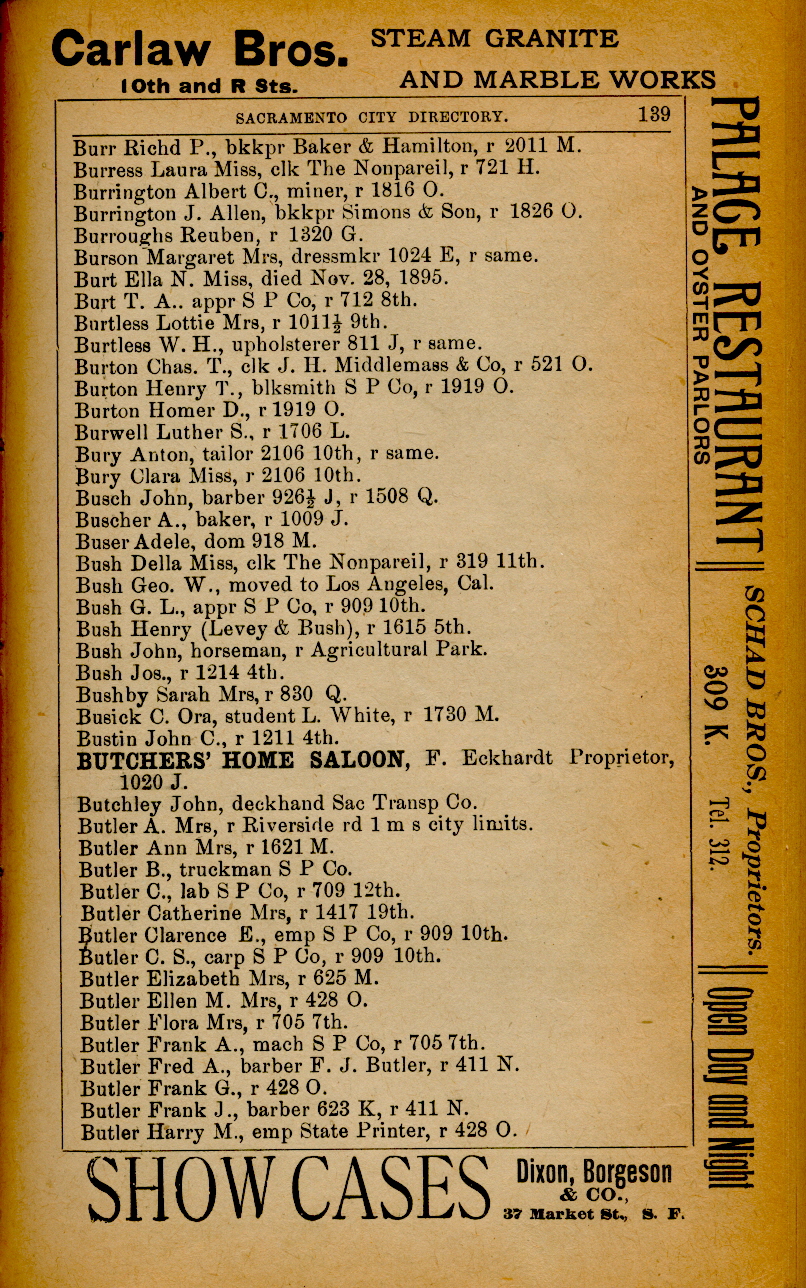 Carlaw Bros. STEAM GRANITE
10th and R Sts. AND MARBLE WORKS
SACRAMENTO CITY DIRECTORY. 139
Burr Richd P., bkkpr Baker & Hamilton, r 2011 M.
Burress Laura Miss, clk The Nonpareil, r 721 H.
Burrington Albert C., miner, r 1816 O.
Burrington J. Allen, bkkpr Simons & Son, r 1826 O.
Burroughs Reuben, r 1320 G.
Burson Margaret Mrs, dressmkr 1024 E, r same.
Burt Ella N. Miss, died Nov. 28, 1895.
Burt T. A.. appr S P Co, r 712 8th.
Burtless Lottie Mrs, r 1011½ 9th.
Burtless W. H., upholsterer 811 J, r same.
Burton Chas. T., clk J. H. Middlemass & Co, r 521 O.
Burton Henry T., blksmith S P Co, r 1919 O.
Burton Homer D., r 1919 O.
Burwell Luther S., r 1706 L.
Bury Anton, tailor 2106 10th, r same.
Bury Clara Miss, r 2106 10th.
Busch John, barber 926½ J, r 1508 Q.
Buscher A., baker, r 1009 J.
Buser Adele, dom 918 M.
Bush Della Miss, clk The Nonpareil, r 319 11th.
Bush Geo. W., moved to Los Angeles, Cal.
Bush G. L., appr S P Co, r 909 10th.
Bush Henry (Levey & Bush), r 1615 5th.
Bush John, horseman, r Agricultural Park.
Bush Jos., r 1214 4th.
Bushby Sarah Mrs, r 830 Q.
Busick C. Ora, student L. White, r 1730 M.
Bustin John C., r 1211 4th.
BUTCHERS' HOME SALOON, F. Eckhardt Proprietor,
1020 J.
Butchley John, deckhand Sac Transp Co.
Butler A. Mrs, r Riverside rd 1 m s city limits.
Butler Ann Mrs, r 1621 M.
Butler B., truckman S P Co.
Butler C., lab S P Co, r 709 12th.
Butler Catherine Mrs, r 1417 19th.
Butler Clarence E., emp S P Co, r 909 10th.
Butler C. S., carp S P Co, r 909 10th.
Butler Elizabeth Mrs, r 625 M.
Butler Ellen M. Mrs, r 428 O.
Butler Flora Mrs, r 705 7th.
Butler Frank A., mach S P Co, r 705 7th.
Butler Fred A., barber F. J. Butler, r 411 N.
Butler Frank G., r 428 O.
Butler Frank J., barber 623 K, r 411 N.
Butler Harry M., emp State Printer, r 428 O.
PALACE RESTAURANT
AND OYSTER PARLORS
SCHAD BROS., Proprietors.
309 K. Tel. 312.
Open Day and Night
SHOW CASES Dixon, Borgeson
& CO.,
37 Market St., S. F.